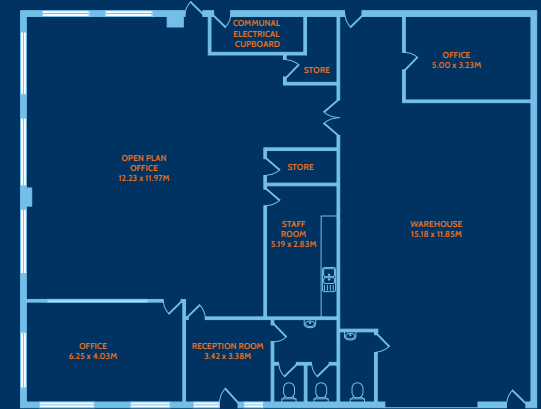 COMMUNAL
ELECTRICAL
CUPBOARD
STORE
OFFICE
5.00 x 3.23M
OPEN PLAN
OFFICE
12.23 x 11.97M
STORE
STAFF
ROOM
5.19 x 2.83M
WAREHOUSE
15.18 x 11.85M
OFFICE
6.25 x 4.03M
RECEPTION ROOM
3.42 x 3.38M